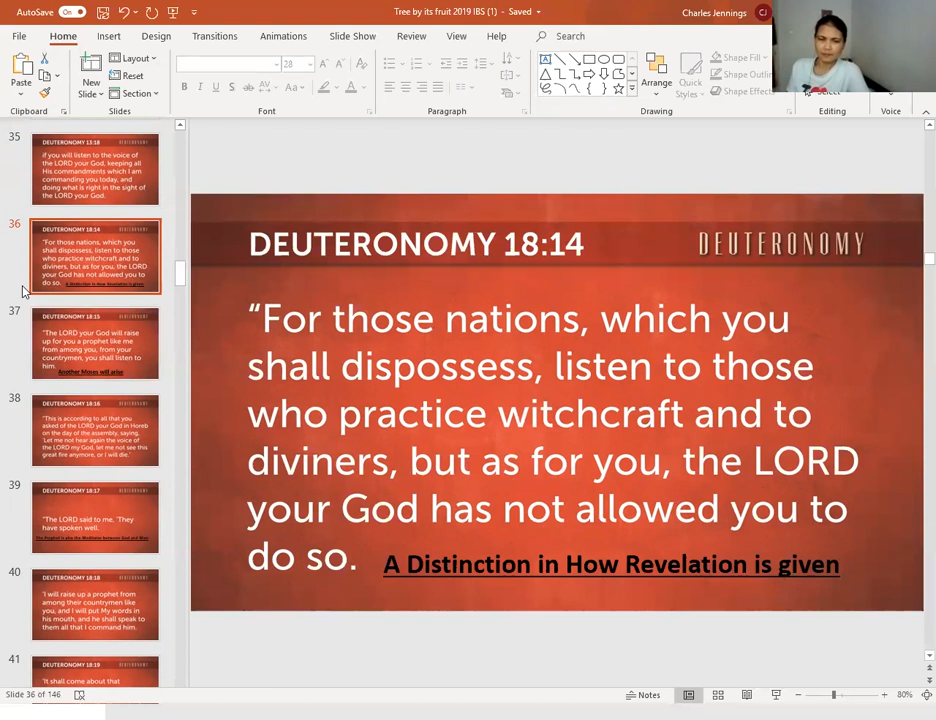 AutoSave On
Tree by its fruit 2019 IBS (1) - Saved
Charles Jennings CJ
File Home Insert Design Transitions Animations Slide Show Review View Help Search
Paste
New
Slide
Layout
Reset
Section
28
B I U S ab AV Aa A
Arrange
Quick
Styles
Shape Fill
Shape Outli
Shape Effects
Clipboard Slides Font Paragraph Drawing Editing Voice
35
DEUTERONOMY 13:18 DEUTERONOMY
if you will listen to the voice of
the LORD your God, keeping all
His commandments which I am
commanding you today, and
doing what is right in the sight of
the LORD your God.
36
DEUTERONOMY 18:14 DEUTERONOMY
"For those nations, which you
shall dispossess, listen to those
who practice witchcraft and to
diviners, but as for you, the LORD
your God has not allowed you to
do so. A Distinction in How Revelation is given
37
DEUTERONOMY 18:15 DEUTERONOMY
"The LORD your God will raise
up for you a prophet like me
from among you, from your
countrymen, you shall listen to
him.
Another Moses will arise
38
DEUTERONOMY 18:16 DEUTERONOMY
"This is according to all that you
asked of the LORD your God in Horeb
on the day of the assembly, saying,
'Let me not hear again the voice of
the LORD my God, let me not see this
great fire anymore, or I will die.'
39
DEUTERONOMY 18:17 DEUTERONOMY
"The LORD said to me, 'They
have spoken well.
The Prophet is also the Mediator between God and Man
40
DEUTERONOMY 18:18 DEUTERONOMY
'I will raise up a prophet from
among their countrymen like
you, and I will put My words in
his mouth, and he shall speak to
them all that I command him.
41
DEUTERONOMY 18:19 DEUTERONOMY
'It shall come about that
DEUTERONOMY 18:14 DEUTERONOMY
“For those nations, which you
shall dispossess, listen to those
who practice witchcraft and to
diviners, but as for you, the LORD
your God has not allowed you to
do so. A Distinction in How Revelation is given
Slide 36 of 146
Notes
80%